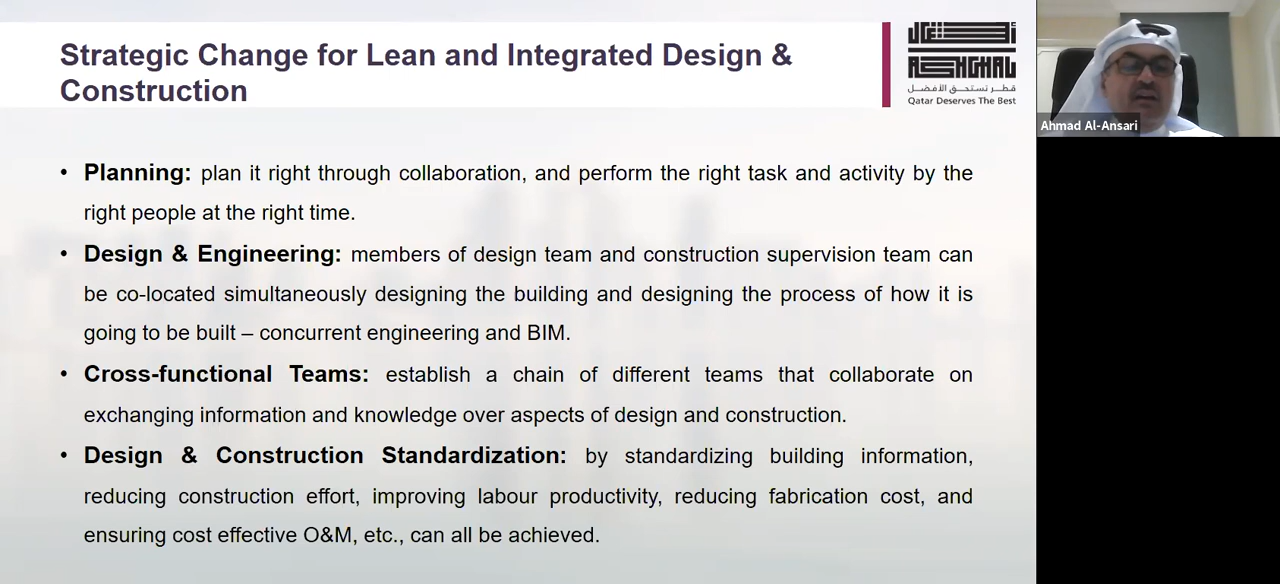 Strategic Change for Lean and Integrated Design &
Construction
أشغال
ASHGHAL
قطر تستحق الأفضل
Qatar Deserves The Best
Ahmad Al-Ansari
• Planning: plan it right through collaboration, and perform the right task and activity by the
right people at the right time.
• Design & Engineering: members of design team and construction supervision team can
be co-located simultaneously designing the building and designing the process of how it is
going to be built – concurrent engineering and BIM.
• Cross-functional Teams: establish a chain of different teams that collaborate on
exchanging information and knowledge over aspects of design and construction.
• Design & Construction Standardization: by standardizing building information,
reducing construction effort, improving labour productivity, reducing fabrication cost, and
ensuring cost effective O&M, etc., can all be achieved.